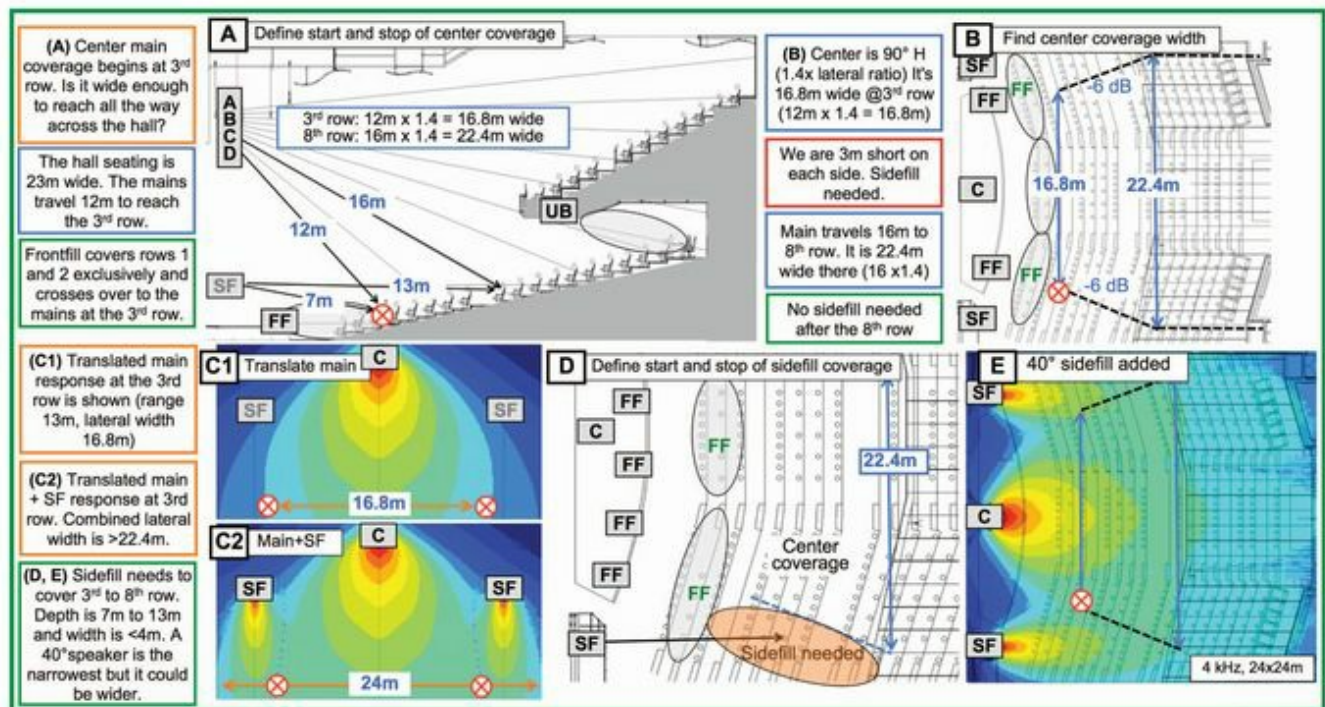 (A) Center main
coverage begins at 3rd
row. Is it wide enough
to reach all the way
across the hall?
The hall seating is
23m wide. The mains
travel 12m to reach
the 3rd row.
Frontfill covers rows 1
and 2 exclusively and
crosses over to the
mains at the 3rd row.
A Define start and stop of center coverage
A
B
C
D
3rd row: 12m x 1.4 = 16.8m wide
8th row: 16m x 1.4 = 22.4m wide
16m
12m
UB
SF
13m
7m
FF
(B) Center is 90° H
(1.4x lateral ratio) It's
16.8m wide @3rd row
(12m x 1.4 = 16.8m)
We are 3m short on
each side. Sidefill
needed.
Main travels 16m to
8th row. It is 22.4m
wide there (16 x1.4)
No sidefill needed
after the 8th row
B Find center coverage width
SF
FF
FF
-6 dB
16.8m
22.4m
C
FF
FF
-6 dB
SF
(C1) Translated main
response at the 3rd
row is shown (range
13m, lateral width
16.8m)
(C2) Translated main
+ SF response at 3rd
row. Combined lateral
width is >22.4m.
(D, E) Sidefill needs to
cover 3rd to 8th row.
Depth is 7m to 13m
and width is <4m. A
40°speaker is the
narrowest but it could
be wider.
C1 Translate main
C
SF
SF
16.8m
C2 Main+SF
C
SF
SF
24m
D Define start and stop of sidefill coverage
FF
C
FF
FF
22.4m
FF
Center
coverage
FF
FF
SF
Sidefill needed
E 40° sidefill added
SF
C
SF
4 kHz, 24x24m